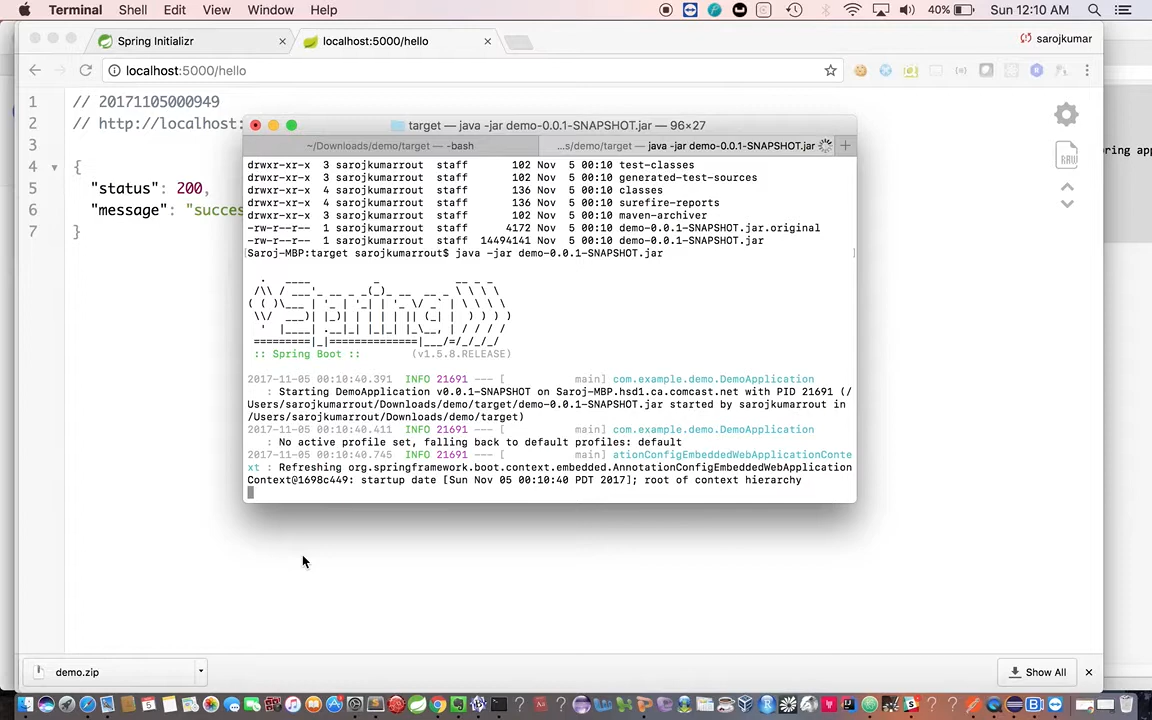 Terminal Shell Edit View Window Help 40% Sun 12:10 AM
Spring Initializr localhost:5000/hello sarojkumar
localhost:5000/hello
1 // 20171105000949
2 // http://localhost:
3
4 {
5 "status": 200,
6 "message": "succes
7 }
RAW
ring app
target — java -jar demo-0.0.1-SNAPSHOT.jar — 96×27
~/Downloads/demo/target — -bash ...s/demo/target — java -jar demo-0.0.1-SNAPSHOT.jar
drwxr-xr-x 3 sarojkumarrout staff 102 Nov 5 00:10 test-classes
drwxr-xr-x 3 sarojkumarrout staff 102 Nov 5 00:10 generated-test-sources
drwxr-xr-x 4 sarojkumarrout staff 136 Nov 5 00:10 classes
drwxr-xr-x 4 sarojkumarrout staff 136 Nov 5 00:10 surefire-reports
drwxr-xr-x 3 sarojkumarrout staff 102 Nov 5 00:10 maven-archiver
-rw-r--r-- 1 sarojkumarrout staff 4172 Nov 5 00:10 demo-0.0.1-SNAPSHOT.jar.original
-rw-r--r-- 1 sarojkumarrout staff 14494141 Nov 5 00:10 demo-0.0.1-SNAPSHOT.jar
[Saroj-MBP:target sarojkumarrout$ java -jar demo-0.0.1-SNAPSHOT.jar ]
:: Spring Boot :: (v1.5.8.RELEASE)
2017-11-05 00:10:40.391 INFO 21691 --- [ main] com.example.demo.DemoApplication
: Starting DemoApplication v0.0.1-SNAPSHOT on Saroj-MBP.hsd1.ca.comcast.net with PID 21691 (/
Users/sarojkumarrout/Downloads/demo/target/demo-0.0.1-SNAPSHOT.jar started by sarojkumarrout in
/Users/sarojkumarrout/Downloads/demo/target)
2017-11-05 00:10:40.411 INFO 21691 --- [ main] com.example.demo.DemoApplication
: No active profile set, falling back to default profiles: default
2017-11-05 00:10:40.745 INFO 21691 --- [ main] ationConfigEmbeddedWebApplicationConte
xt : Refreshing org.springframework.boot.context.embedded.AnnotationConfigEmbeddedWebApplication
Context@1698c449: startup date [Sun Nov 05 00:10:40 PDT 2017]; root of context hierarchy
demo.zip Show All